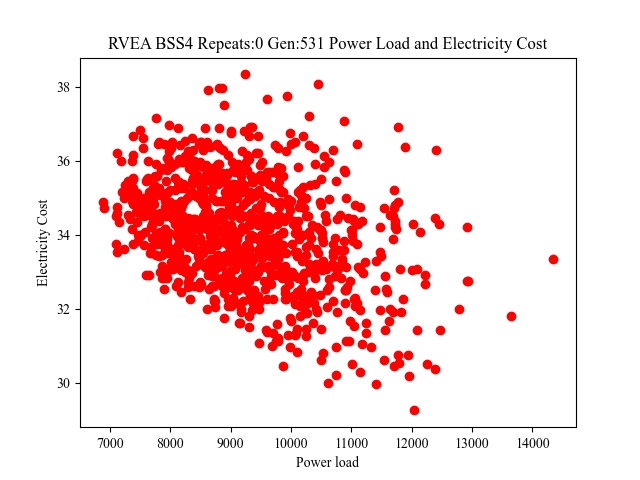 RVEA BSS4 Repeats:0 Gen:531 Power Load and Electricity Cost
38
36
34
32
30
Electricity Cost
7000 8000 9000 10000 11000 12000 13000 14000
Power load